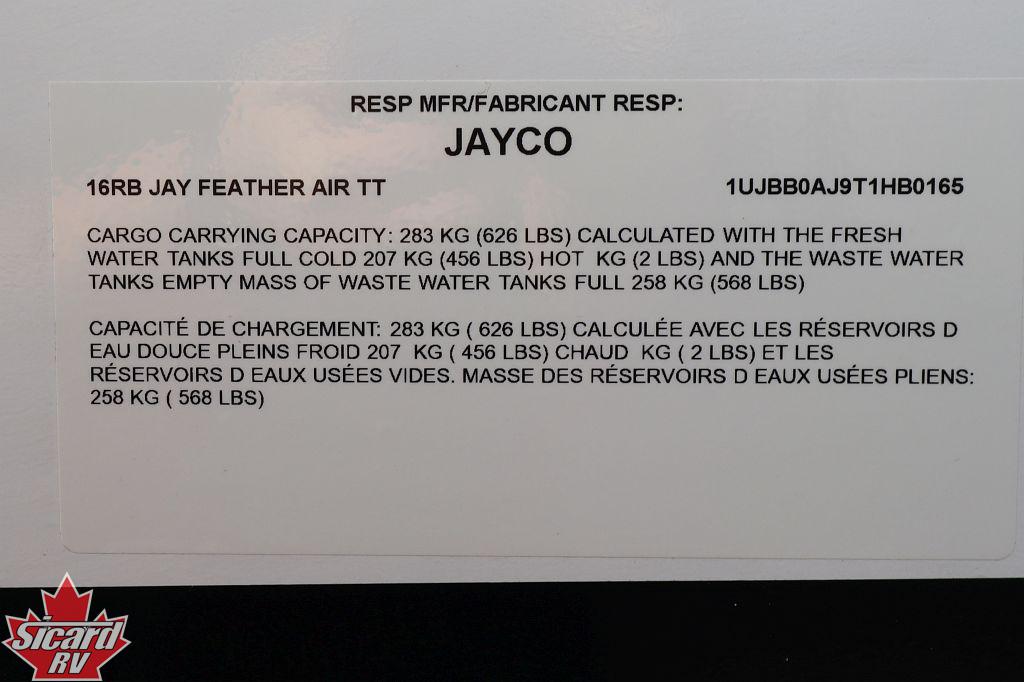 RESP MFR/FABRICANT RESP:
JAYCO
16RB JAY FEATHER AIR TT 1UJBB0AJ9T1HB0165
CARGO CARRYING CAPACITY: 283 KG (626 LBS) CALCULATED WITH THE FRESH
WATER TANKS FULL COLD 207 KG (456 LBS) HOT  KG (2 LBS) AND THE WASTE WATER
TANKS EMPTY MASS OF WASTE WATER TANKS FULL 258 KG (568 LBS)
CAPACITÉ DE CHARGEMENT: 283 KG ( 626 LBS) CALCULÉE AVEC LES RÉSERVOIRS D
EAU DOUCE PLEINS FROID 207  KG ( 456 LBS) CHAUD  KG ( 2 LBS) ET LES
RÉSERVOIRS D EAUX USÉES VIDES. MASSE DES RÉSERVOIRS D EAUX USÉES PLIENS:
258 KG ( 568 LBS)
Sicard
RV